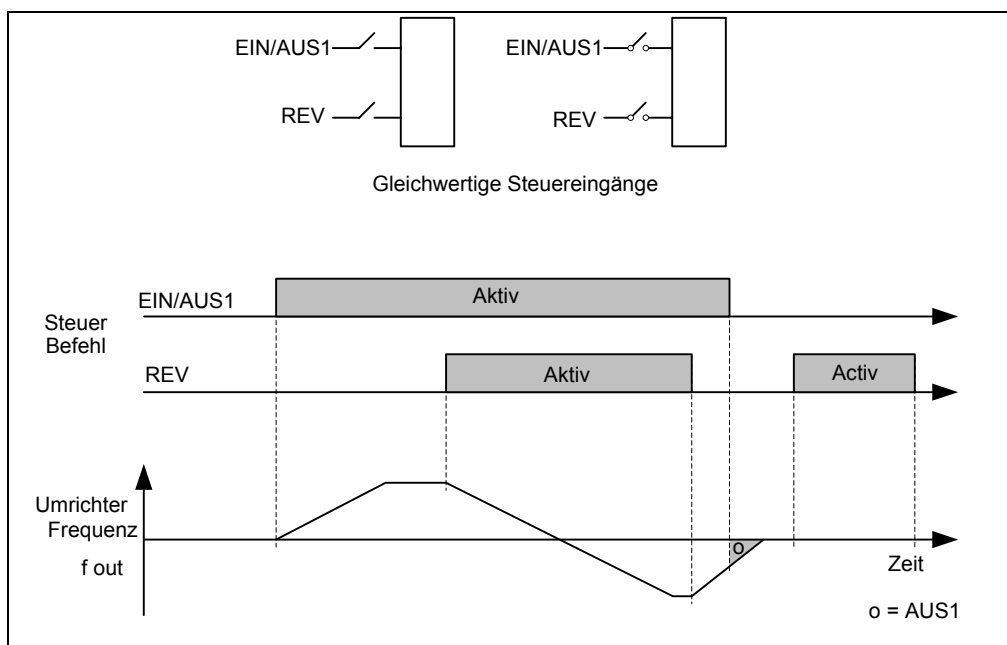 EIN/AUS1
EIN/AUS1
REV
REV
Gleichwertige Steuereingänge
EIN/AUS1
Aktiv
Steuer
Befehl
REV
Aktiv
Activ
Umrichter
Frequenz
f out
o
Zeit
o = AUS1